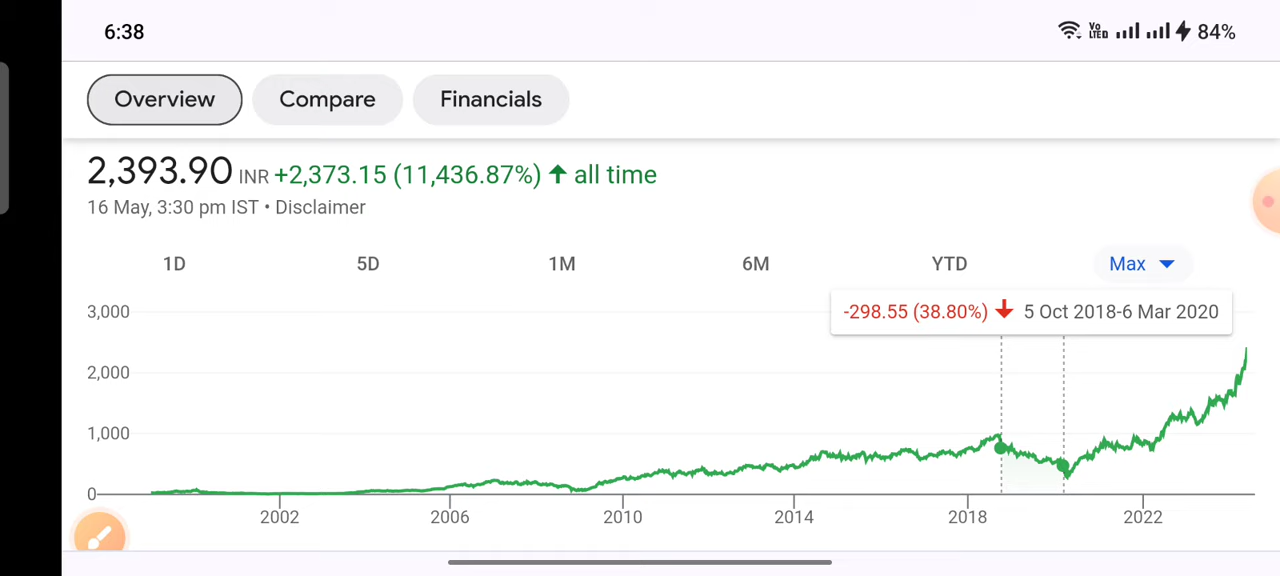 6:38 Vo LTED 84%
Overview Compare Financials
2,393.90 INR +2,373.15 (11,436.87%) ↑ all time
16 May, 3:30 pm IST • Disclaimer
1D 5D 1M 6M YTD Max
-298.55 (38.80%) ↓ 5 Oct 2018-6 Mar 2020
3,000
2,000
1,000
0
2002 2006 2010 2014 2018 2022